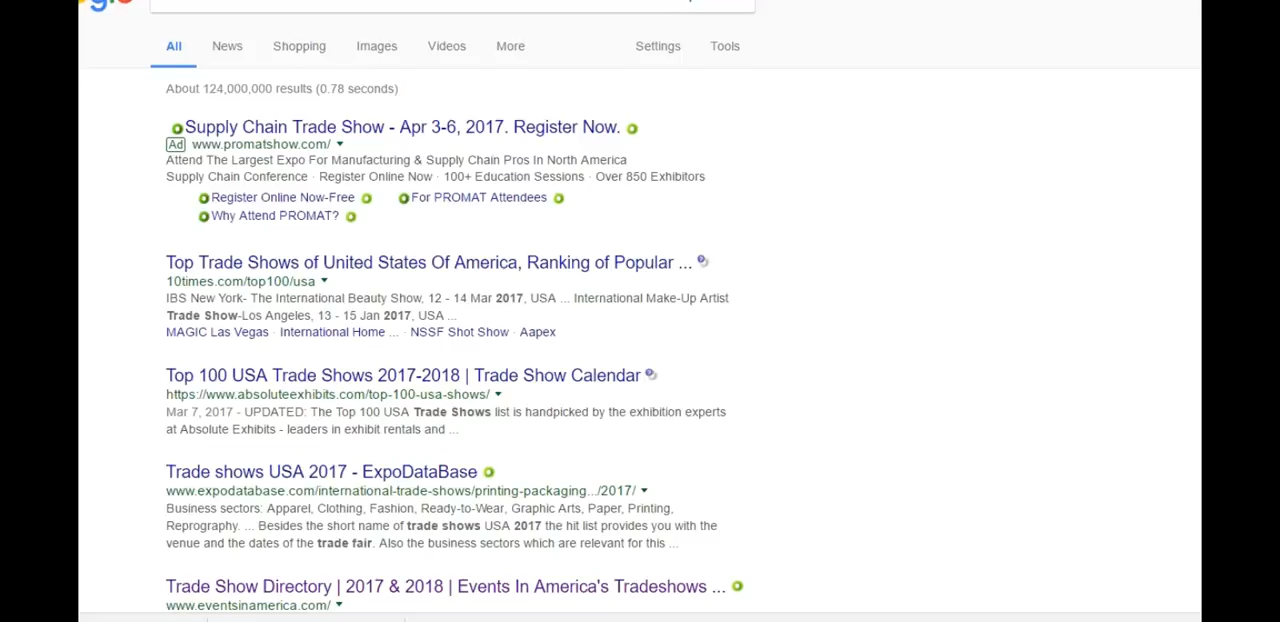 All News Shopping Images Videos More Settings Tools
About 124,000,000 results (0.78 seconds)
Supply Chain Trade Show - Apr 3-6, 2017. Register Now.
Ad www.promatshow.com/
Attend The Largest Expo For Manufacturing & Supply Chain Pros In North America
Supply Chain Conference · Register Online Now · 100+ Education Sessions · Over 850 Exhibitors
Register Online Now-Free For PROMAT Attendees
Why Attend PROMAT?
Top Trade Shows of United States Of America, Ranking of Popular ...
10times.com/top100/usa
IBS New York- The International Beauty Show, 12 - 14 Mar 2017, USA ... International Make-Up Artist
Trade Show-Los Angeles, 13 - 15 Jan 2017, USA ...
MAGIC Las Vegas · International Home ... · NSSF Shot Show · Aapex
Top 100 USA Trade Shows 2017-2018 | Trade Show Calendar
https://www.absoluteexhibits.com/top-100-usa-shows/
Mar 7, 2017 - UPDATED: The Top 100 USA Trade Shows list is handpicked by the exhibition experts
at Absolute Exhibits - leaders in exhibit rentals and ...
Trade shows USA 2017 - ExpoDataBase
www.expodatabase.com/international-trade-shows/printing-packaging.../2017/
Business sectors: Apparel, Clothing, Fashion, Ready-to-Wear, Graphic Arts, Paper, Printing,
Reprography. ... Besides the short name of trade shows USA 2017 the hit list provides you with the
venue and the dates of the trade fair. Also the business sectors which are relevant for this ...
Trade Show Directory | 2017 & 2018 | Events In America's Tradeshows ...
www.eventsinamerica.com/